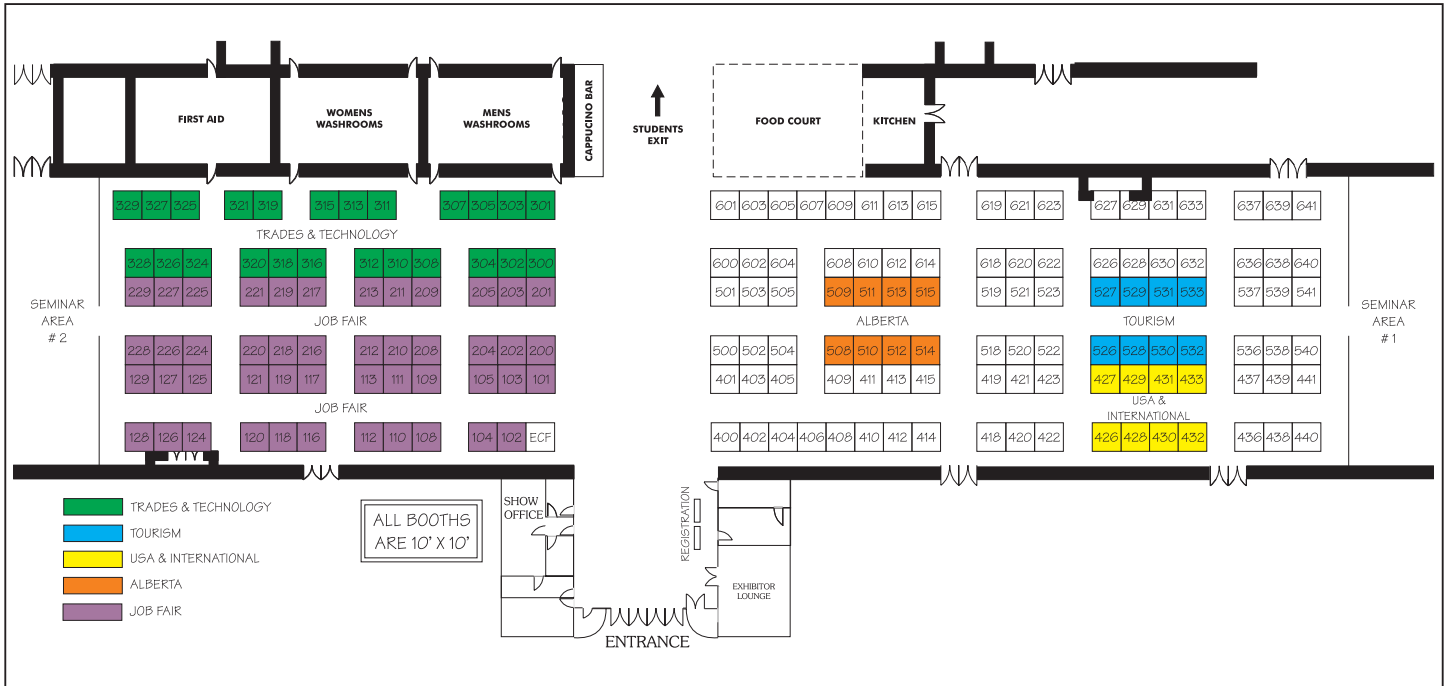 FIRST AID
WOMENS
WASHROOMS
MENS
WASHROOMS
CAPPUCINO BAR
STUDENTS
EXIT
FOOD COURT
KITCHEN
329 327 325 321 319 315 313 311 307 305 303 301
601 603 605 607 609 611 613 615 619 621 623 627 629 631 633 637 639 641
TRADES & TECHNOLOGY
328 326 324 320 318 316 312 310 308 304 302 300
600 602 604 608 610 612 614 618 620 622 626 628 630 632 636 638 640
229 227 225 221 219 217 213 211 209 205 203 201
501 503 505 509 511 513 515 519 521 523 527 529 531 533 537 539 541
SEMINAR
AREA
# 2
JOB FAIR
ALBERTA
TOURISM
SEMINAR
AREA
# 1
228 226 224 220 218 216 212 210 208 204 202 200
500 502 504 508 510 512 514 518 520 522 526 528 530 532 536 538 540
129 127 125 121 119 117 113 111 109 105 103 101
401 403 405 409 411 413 415 419 421 423 427 429 431 433 437 439 441
JOB FAIR
USA &
INTERNATIONAL
128 126 124 120 118 116 112 110 108 104 102 ECF
400 402 404 406 408 410 412 414 418 420 422 426 428 430 432 436 438 440
TRADES & TECHNOLOGY
TOURISM
USA & INTERNATIONAL
ALBERTA
JOB FAIR
ALL BOOTHS
ARE 10' X 10'
SHOW
OFFICE
REGISTRATION
EXHIBITOR
LOUNGE
ENTRANCE